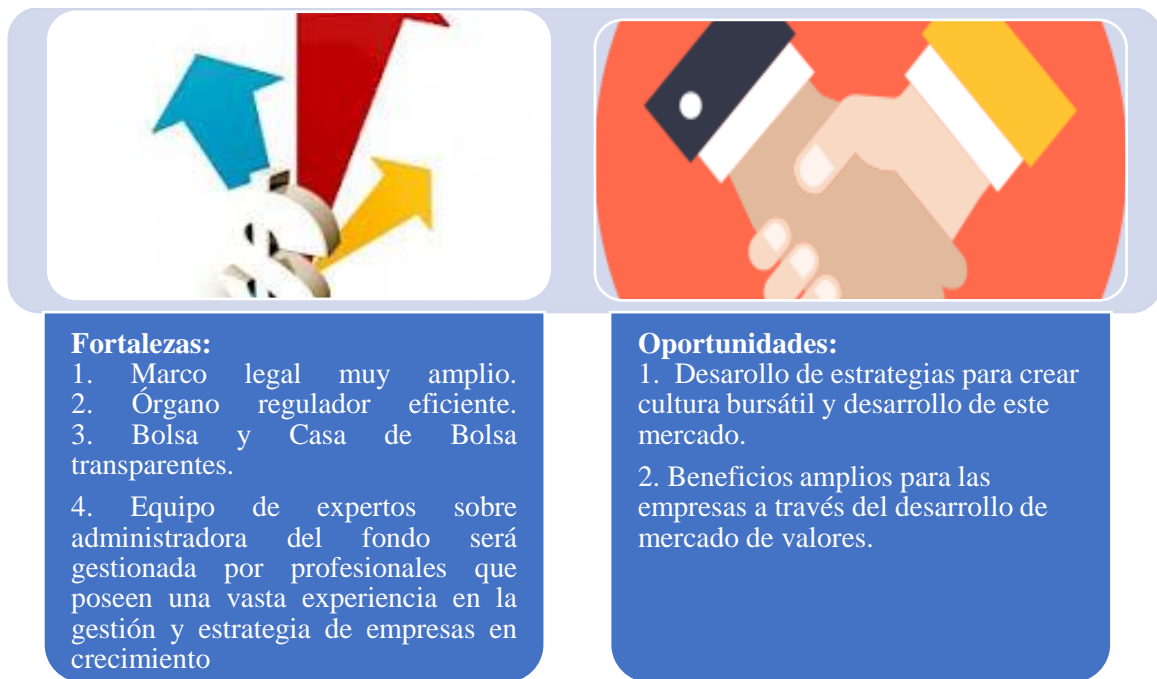 Fortalezas:
1. Marco legal muy amplio.
2. Órgano regulador eficiente.
3. Bolsa y Casa de Bolsa
transparentes.
4. Equipo de expertos sobre
administradora del fondo será
gestionada por profesionales que
poseen una vasta experiencia en la
gestión y estrategia de empresas en
crecimiento
Oportunidades:
1. Desarollo de estrategias para crear
cultura bursátil y desarrollo de este
mercado.
2. Beneficios amplios para las
empresas a través del desarrollo de
mercado de valores.